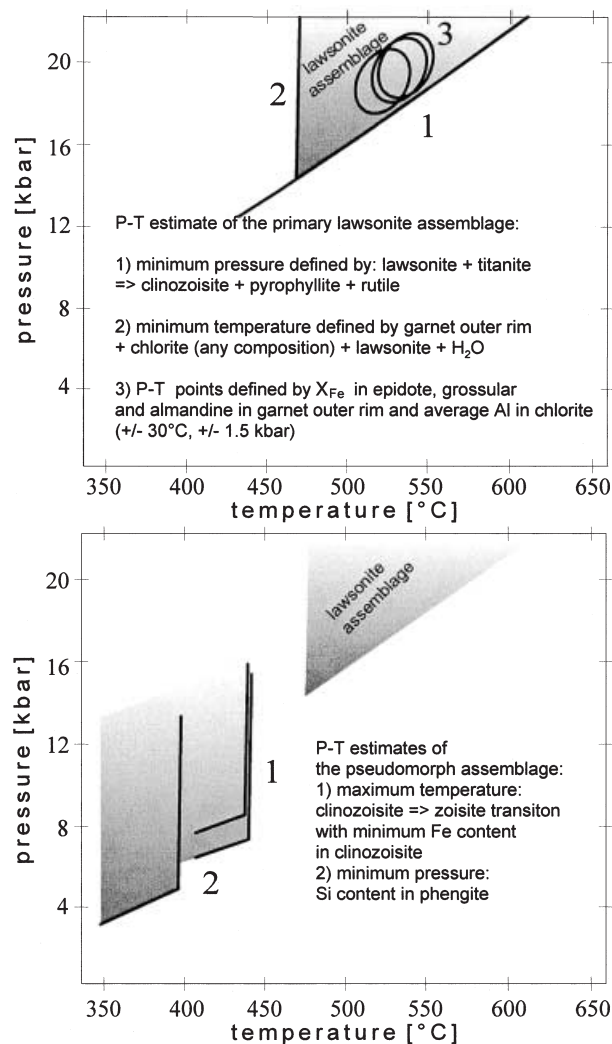 20
16
12
8
4
pressure [kbar]
lawsonite
assemblage
3
2
1
P-T estimate of the primary lawsonite assemblage:
1) minimum pressure defined by: lawsonite + titanite
=> clinozoisite + pyrophyllite + rutile
2) minimum temperature defined by garnet outer rim
+ chlorite (any composition) + lawsonite + H2O
3) P-T points defined by XFe in epidote, grossular
and almandine in garnet outer rim and average Al in chlorite
(+/- 30°C, +/- 1.5 kbar)
350 400 450 500 550 600 650
temperature [°C]
20
16
12
8
4
pressure [kbar]
lawsonite
assemblage
1
2
P-T estimates of
the pseudomorph assemblage:
1) maximum temperature:
clinozoisite => zoisite transiton
with minimum Fe content
in clinozoisite
2) minimum pressure:
Si content in phengite
350 400 450 500 550 600 650
temperature [°C]